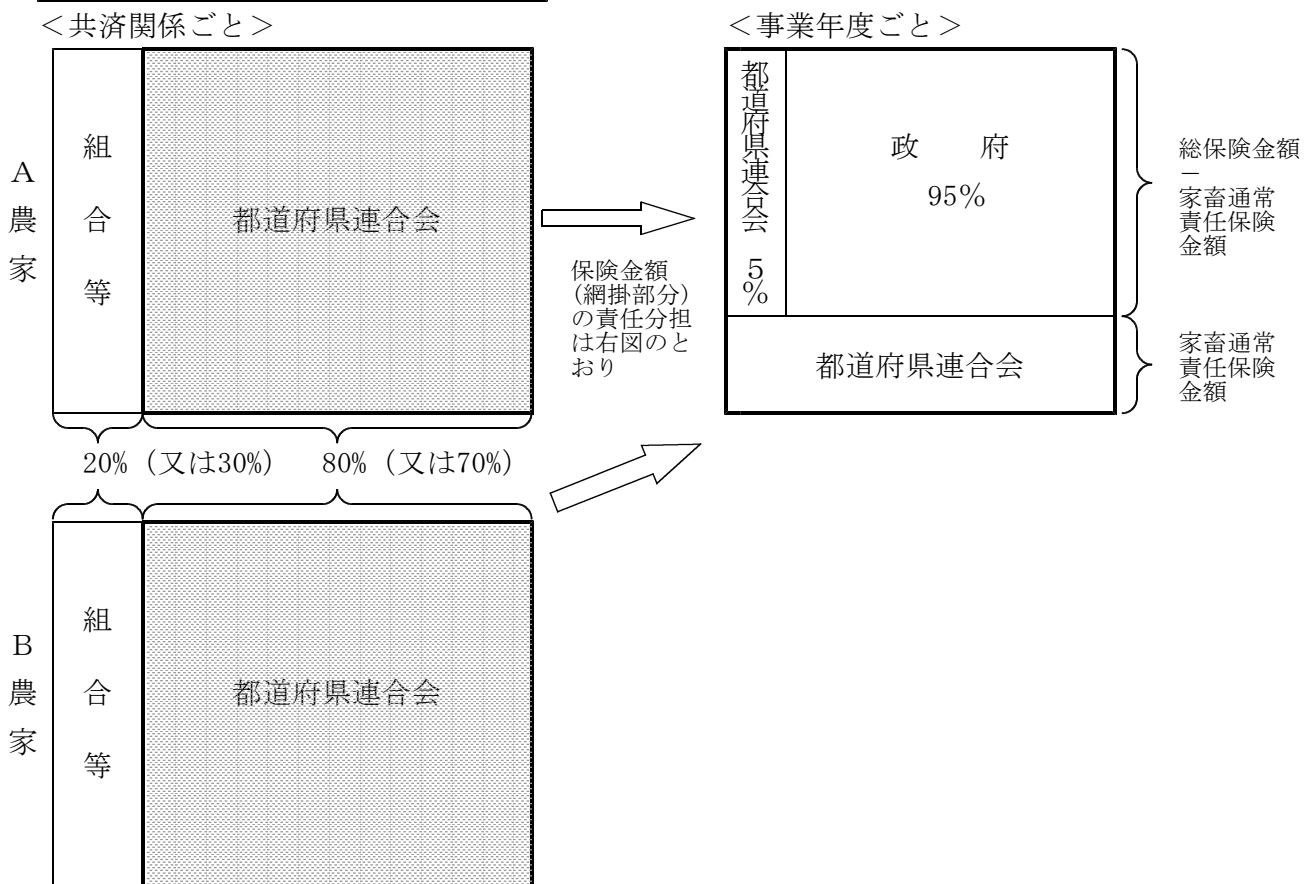 ＜共済関係ごと＞
A農家
組合等
都道府県連合会
20%（又は30%）
80%（又は70%）
B農家
組合等
都道府県連合会
保険金額
（網掛部分）
の責任分担
は右図のと
おり
＜事業年度ごと＞
都道府県連合会 5%
政　府
95%
都道府県連合会
総保険金額
－
家畜通常
責任保険
金額
家畜通常
責任保険
金額